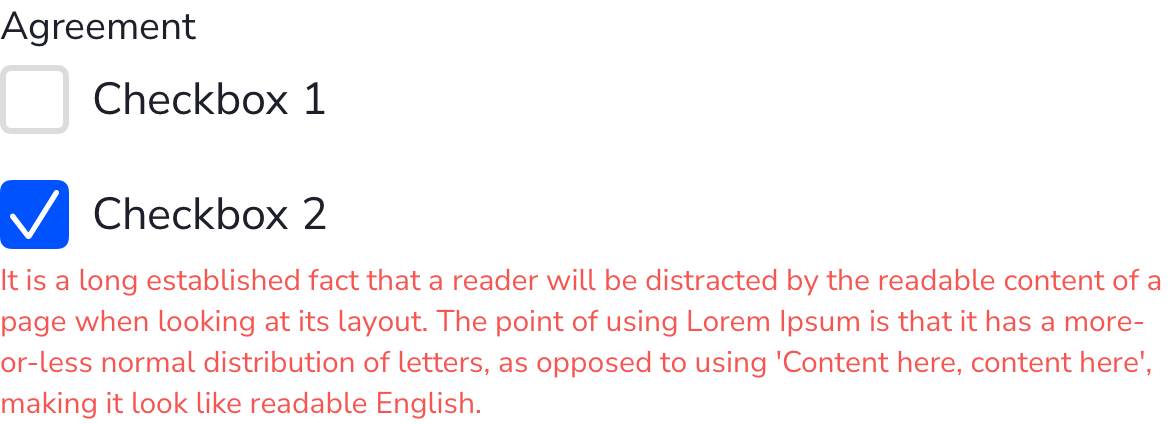 Agreement
Checkbox 1
Checkbox 2
It is a long established fact that a reader will be distracted by the readable content of a
page when looking at its layout. The point of using Lorem Ipsum is that it has a more-
or-less normal distribution of letters, as opposed to using 'Content here, content here',
making it look like readable English.